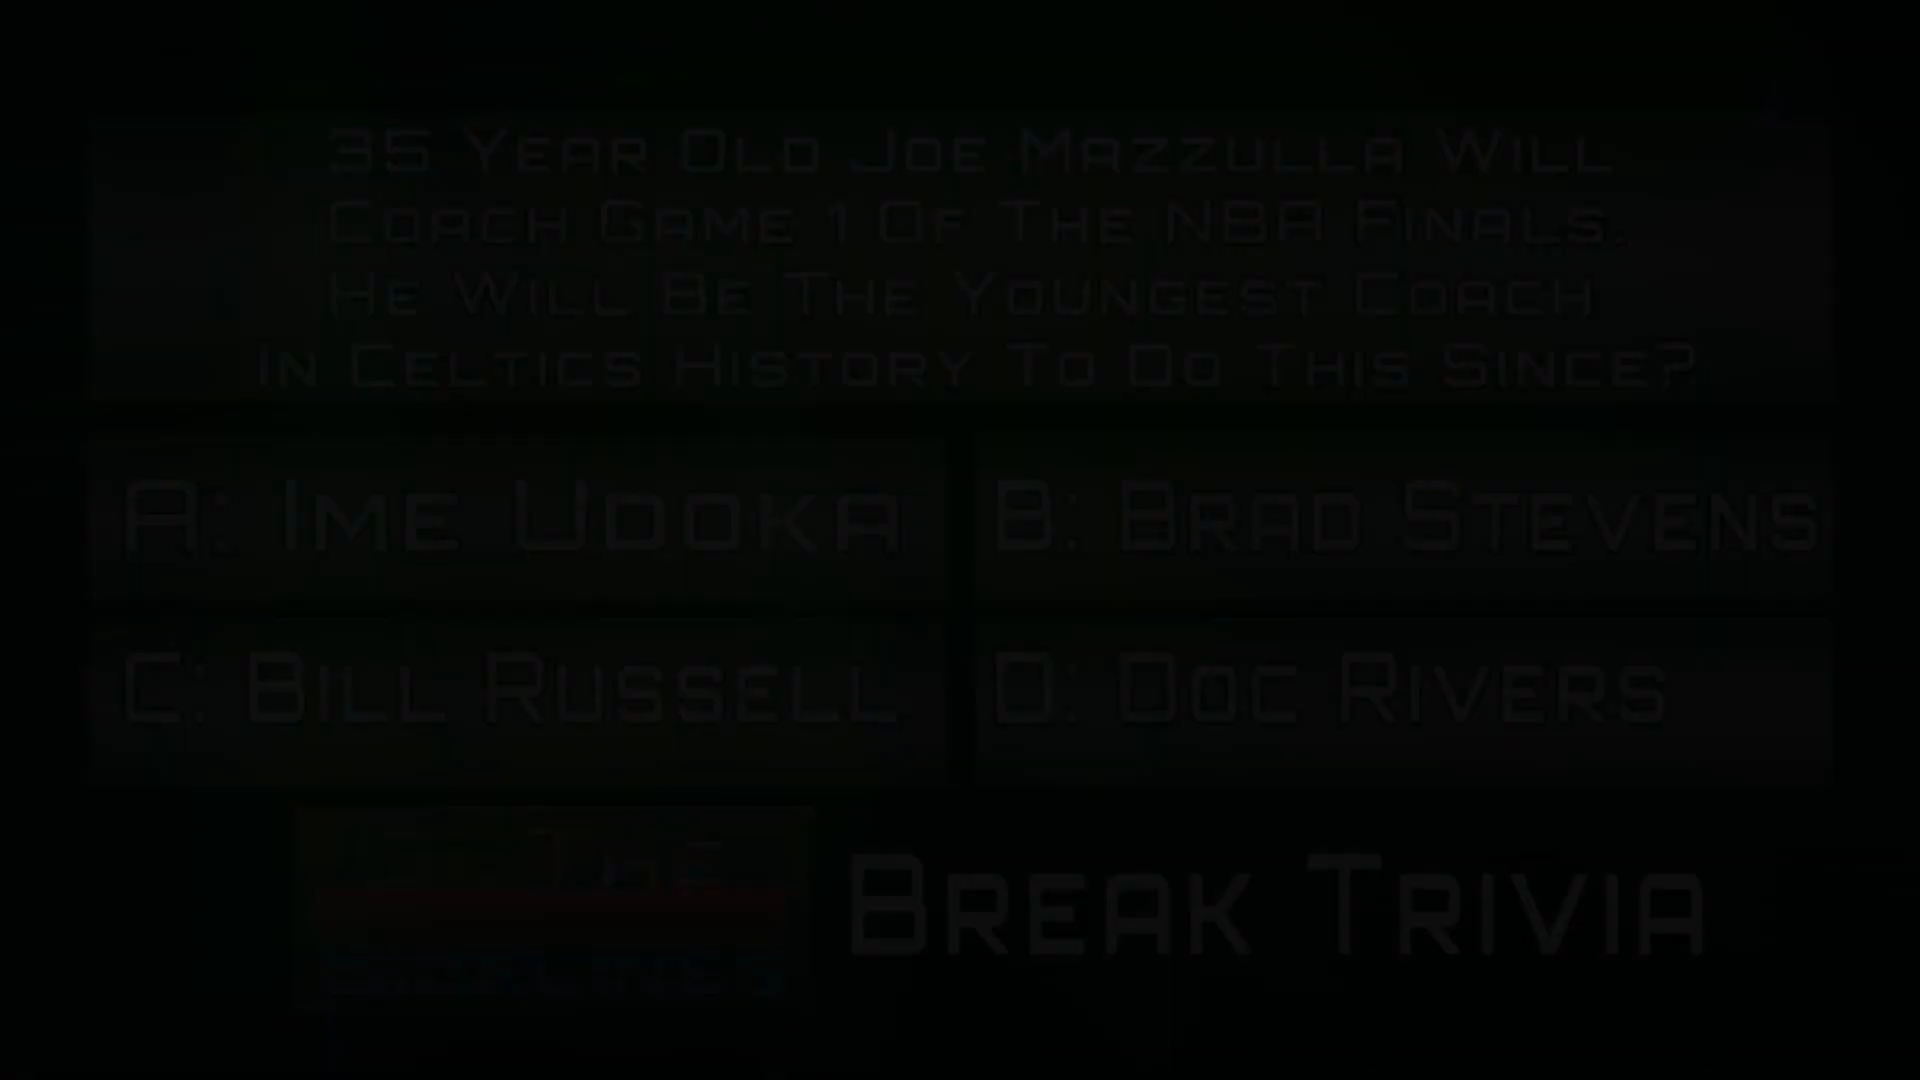 35 Year Old Joe Mazzulla Will
Coach Game 1 Of The NBA Finals.
He Will Be The Youngest Coach
In Celtics History To Do This Since?
A: Ime Udoka
B: Brad Stevens
C: Bill Russell
D: Doc Rivers
The
Sidelines
Break Trivia